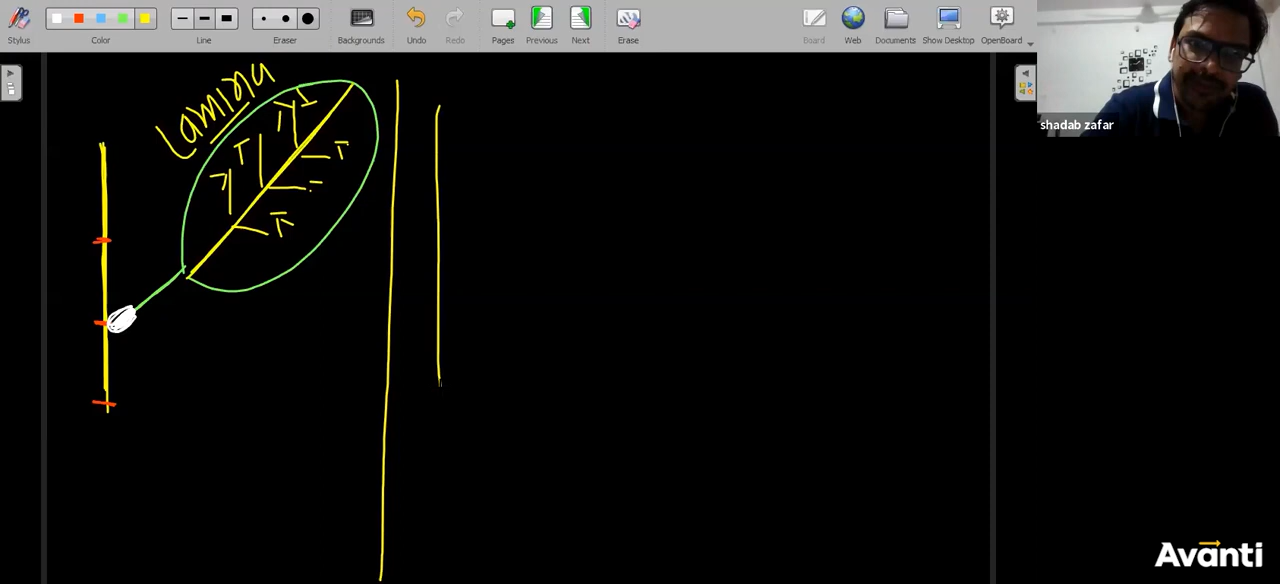 Stylus
Color
Line
Eraser
Backgrounds
Undo
Redo
Pages
Previous
Next
Erase
Board
Web
Documents
Show Desktop
OpenBoard
shadab zafar
Lamina
Avanti